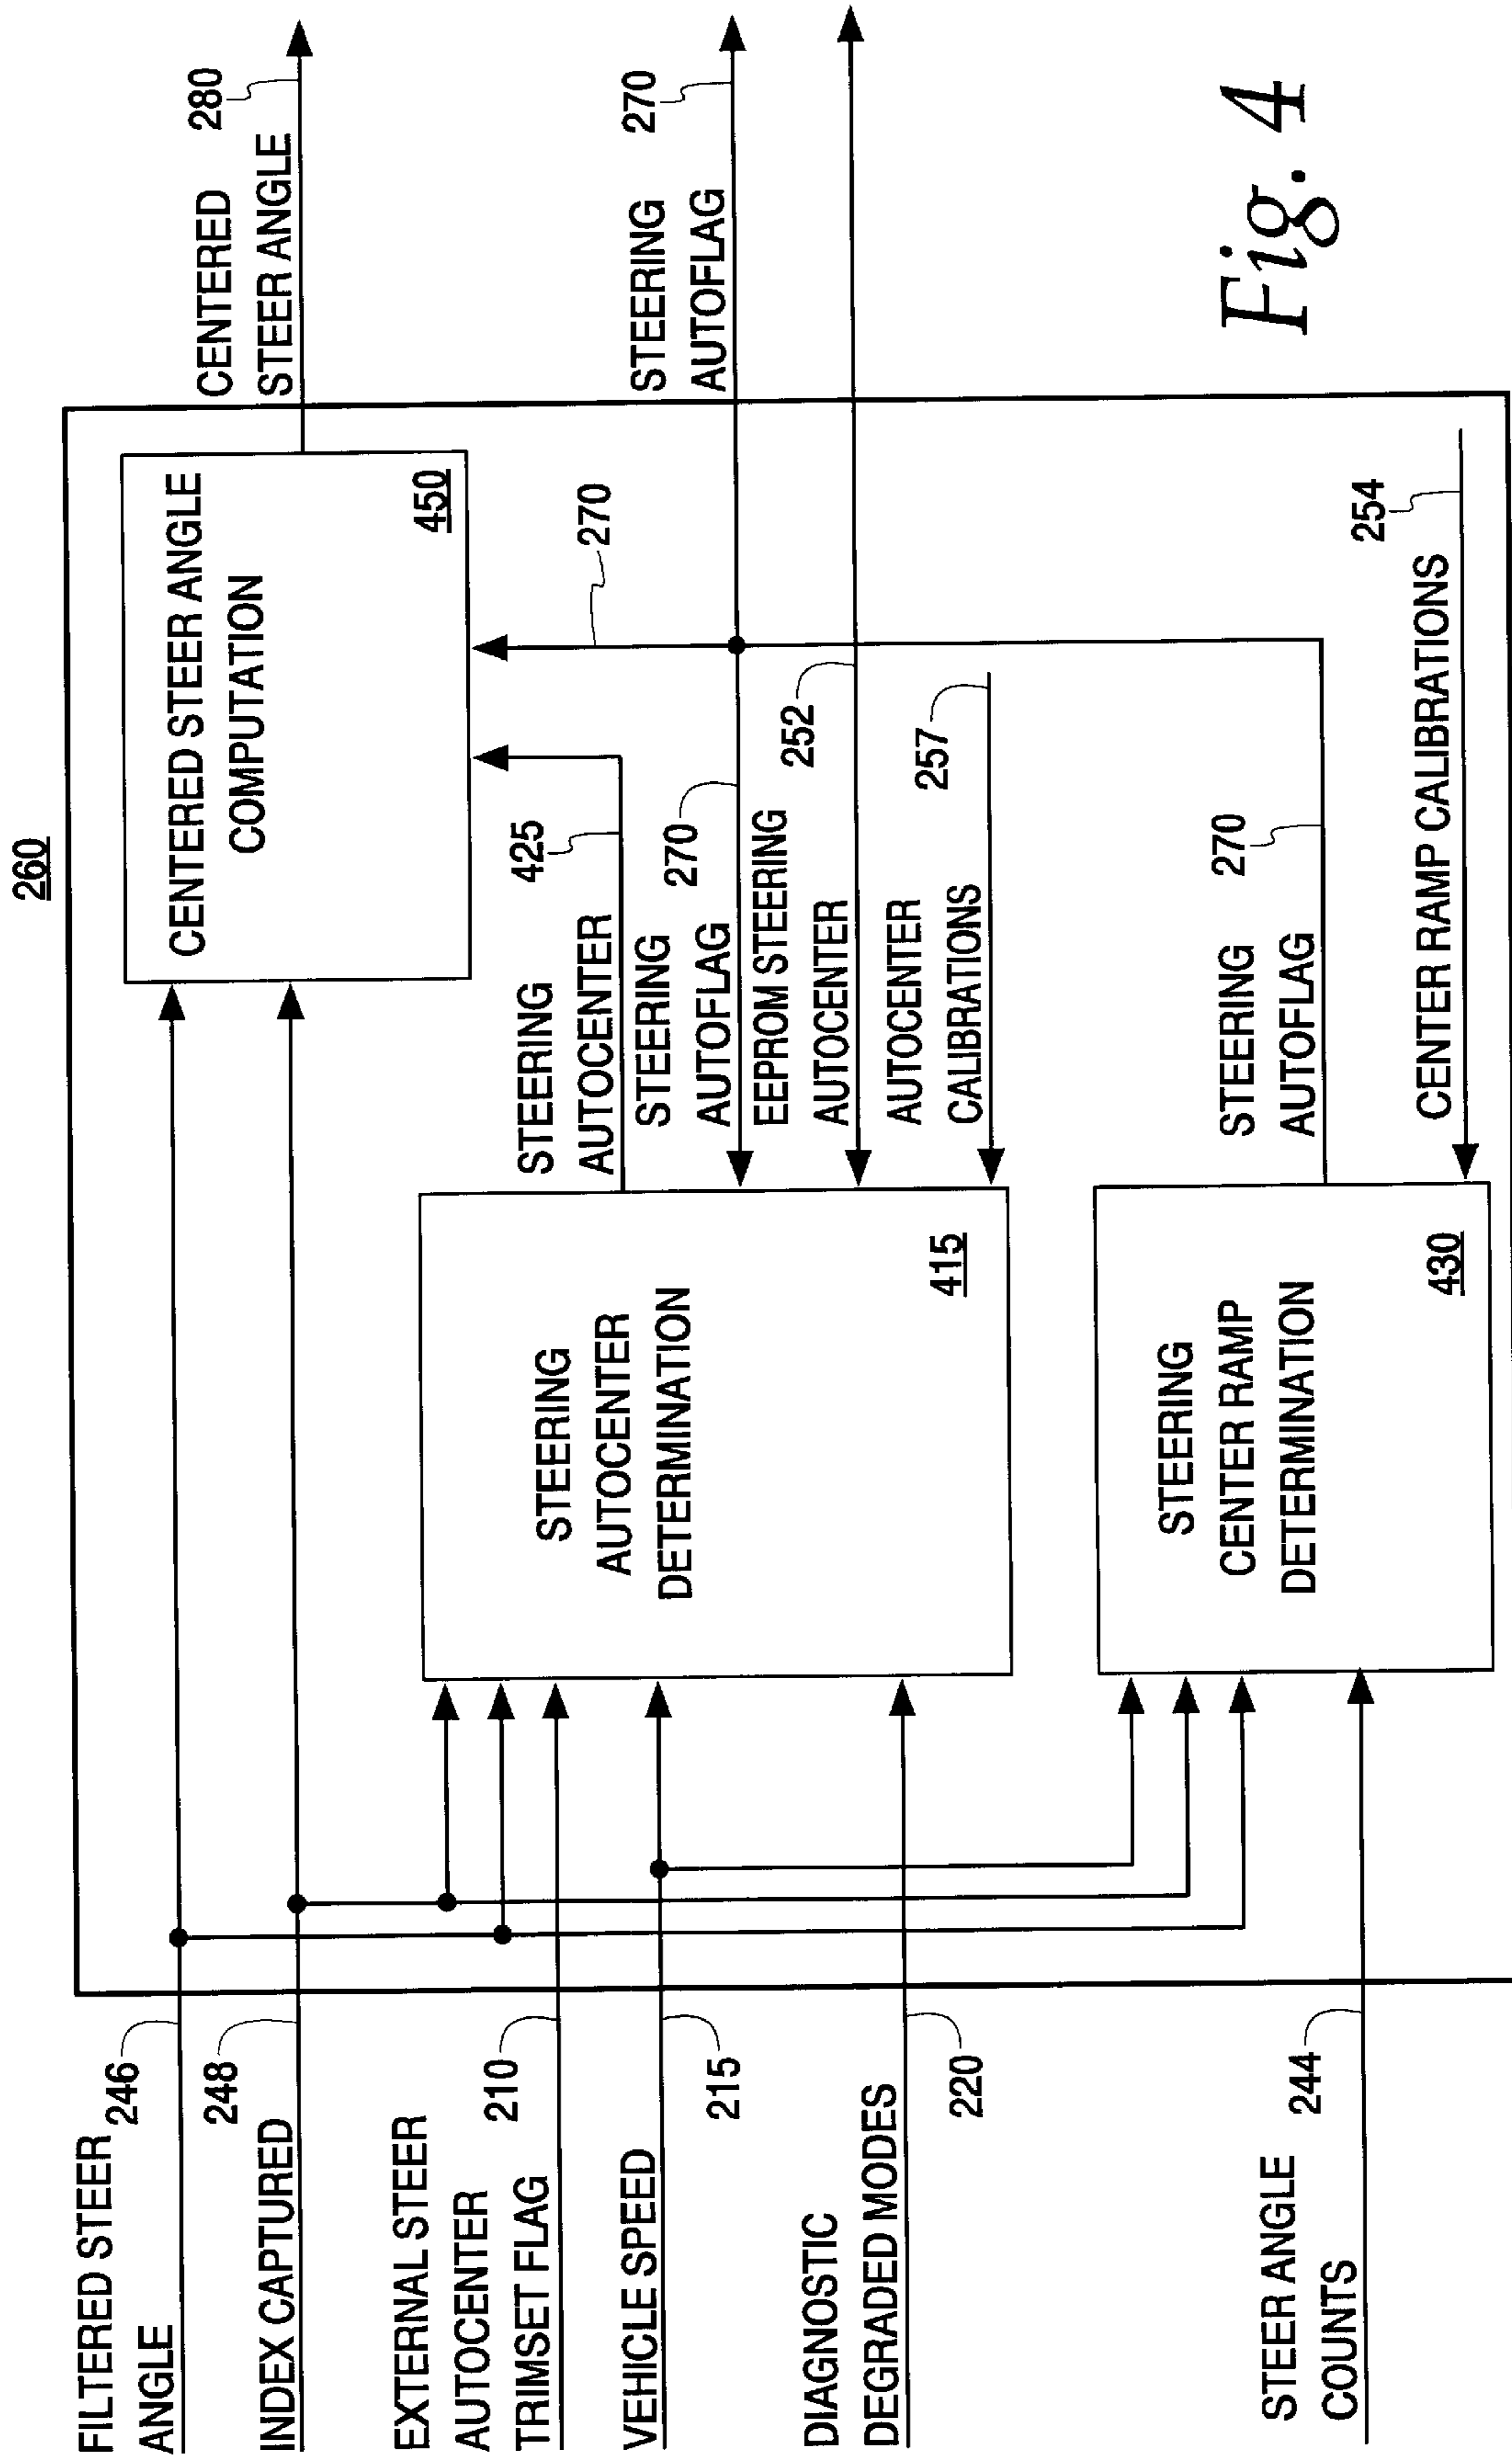 260
FILTERED STEER
ANGLE
246
248
INDEX CAPTURED
EXTERNAL STEER
AUTOCENTER
TRIMSET FLAG
210
VEHICLE SPEED
215
DIAGNOSTIC
DEGRADED MODES
220
STEER ANGLE
COUNTS
244
STEERING
AUTOCENTER
DETERMINATION
415
STEERING
CENTER RAMP
DETERMINATION
430
STEERING
AUTOCENTER
425
STEERING
AUTOFLAG
270
EEPROM STEERING
AUTOCENTER
252
AUTOCENTER
CALIBRATIONS
257
STEERING
AUTOFLAG
270
CENTER RAMP CALIBRATIONS
254
CENTERED STEER ANGLE
COMPUTATION
450
270
CENTERED
STEER ANGLE
280
STEERING
AUTOFLAG
270
Fig. 4